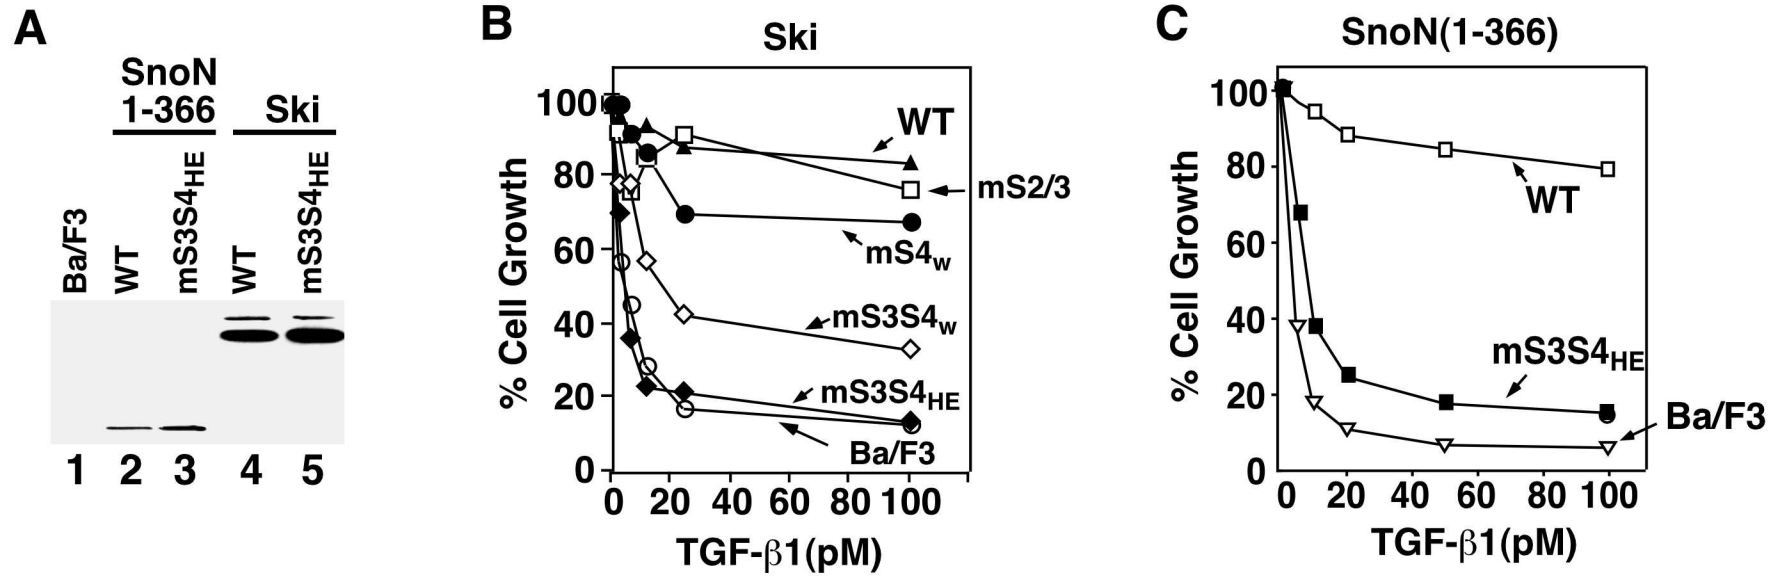 A
SnoN
1-366
Ski
Ba/F3
WT
mS3S4HE
WT
mS3S4HE
1 2 3 4 5
B
Ski
% Cell Growth
100
80
60
40
20
0
0 20 40 60 80 100
TGF-β1(pM)
WT
mS2/3
mS4w
mS3S4w
mS3S4HE
Ba/F3
C
SnoN(1-366)
% Cell Growth
100
80
60
40
20
0
0 20 40 60 80 100
TGF-β1(pM)
WT
mS3S4HE
Ba/F3